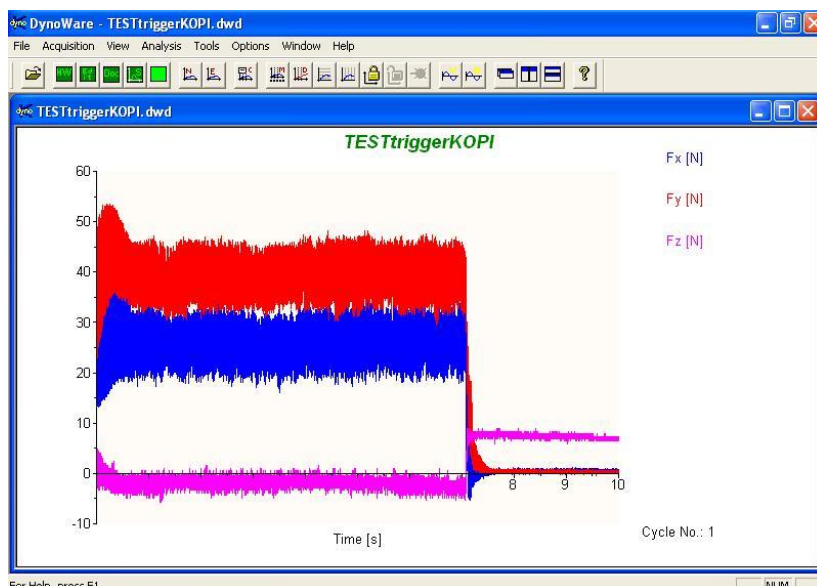 DynoWare - TESTtriggerKOPI.dwd
File Acquisition View Analysis Tools Options Window Help
TESTtriggerKOPI.dwd
TESTtriggerKOPI
Fx [N]
Fy [N]
Fz [N]
60
50
40
30
20
10
0
-10
8 9 10
Time [s]
Cycle No.: 1
For Help, press F1
NUM